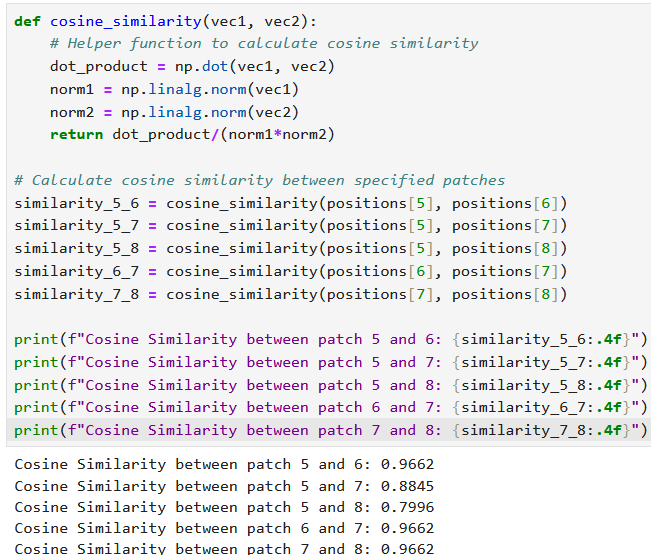 def cosine_similarity(vec1, vec2):
    # Helper function to calculate cosine similarity
    dot_product = np.dot(vec1, vec2)
    norm1 = np.linalg.norm(vec1)
    norm2 = np.linalg.norm(vec2)
    return dot_product/(norm1*norm2)

# Calculate cosine similarity between specified patches
similarity_5_6 = cosine_similarity(positions[5], positions[6])
similarity_5_7 = cosine_similarity(positions[5], positions[7])
similarity_5_8 = cosine_similarity(positions[5], positions[8])
similarity_6_7 = cosine_similarity(positions[6], positions[7])
similarity_7_8 = cosine_similarity(positions[7], positions[8])

print(f"Cosine Similarity between patch 5 and 6: {similarity_5_6:.4f}")
print(f"Cosine Similarity between patch 5 and 7: {similarity_5_7:.4f}")
print(f"Cosine Similarity between patch 5 and 8: {similarity_5_8:.4f}")
print(f"Cosine Similarity between patch 6 and 7: {similarity_6_7:.4f}")
print(f"Cosine Similarity between patch 7 and 8: {similarity_7_8:.4f}")

Cosine Similarity between patch 5 and 6: 0.9662
Cosine Similarity between patch 5 and 7: 0.8845
Cosine Similarity between patch 5 and 8: 0.7996
Cosine Similarity between patch 6 and 7: 0.9662
Cosine Similarity between patch 7 and 8: 0.9662